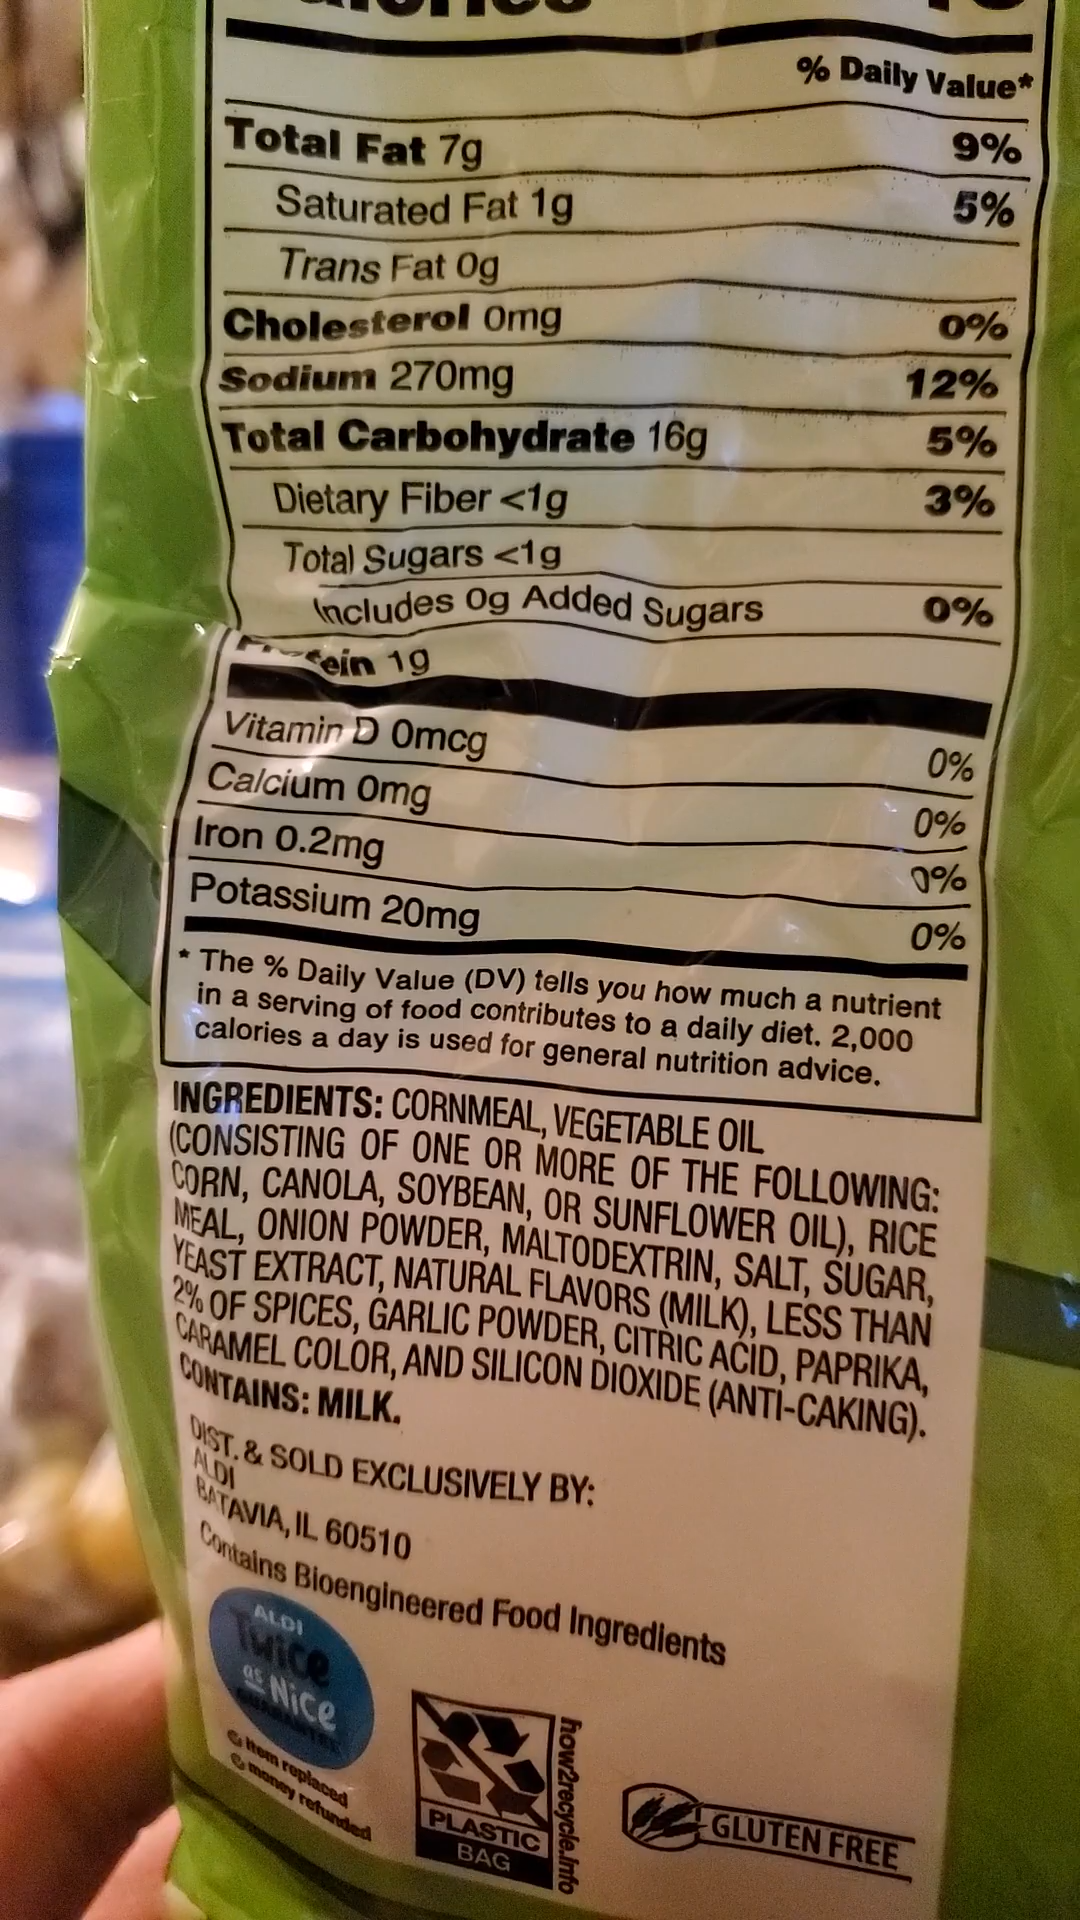 % Daily Value*
Total Fat 7g 9%
Saturated Fat 1g 5%
Trans Fat 0g
Cholesterol 0mg 0%
Sodium 270mg 12%
Total Carbohydrate 16g 5%
Dietary Fiber <1g 3%
Total Sugars <1g
Includes 0g Added Sugars 0%
1g
Vitamin D 0mcg 0%
Calcium 0mg 0%
Iron 0.2mg 0%
Potassium 20mg 0%
* The % Daily Value (DV) tells you how much a nutrient
in a serving of food contributes to a daily diet. 2,000
calories a day is used for general nutrition advice.
INGREDIENTS: CORNMEAL, VEGETABLE OIL
(CONSISTING OF ONE OR MORE OF THE FOLLOWING:
CORN, CANOLA, SOYBEAN, OR SUNFLOWER OIL), RICE
MEAL, ONION POWDER, MALTODEXTRIN, SALT, SUGAR,
YEAST EXTRACT, NATURAL FLAVORS (MILK), LESS THAN
2% OF SPICES, GARLIC POWDER, CITRIC ACID, PAPRIKA,
CARAMEL COLOR, AND SILICON DIOXIDE (ANTI-CAKING).
CONTAINS: MILK.
DIST. & SOLD EXCLUSIVELY BY:
ALDI
BATAVIA, IL 60510
Contains Bioengineered Food Ingredients
ALDI
Twice
as Nice
GUARANTEE
item replaced
money refunded
PLASTIC
BAG
how2recycle.info
GLUTEN FREE